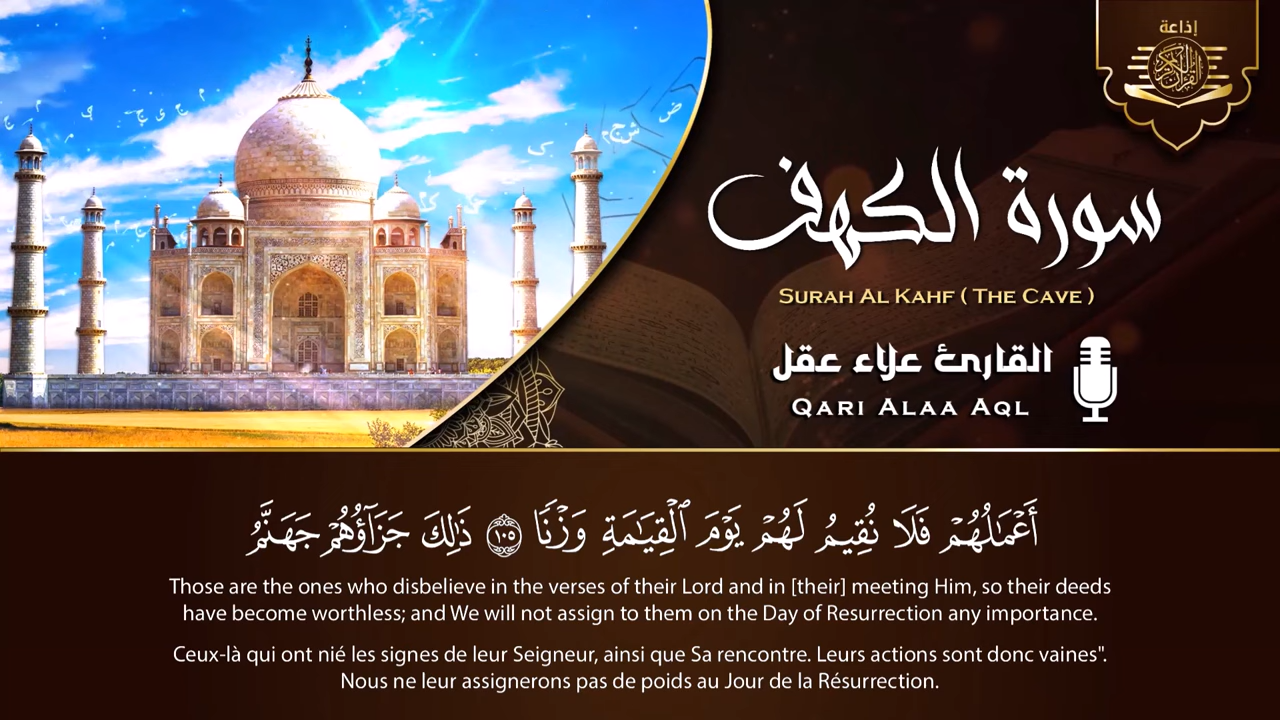 إذاعة
القرآن الكريم
سورة الكهف
SURAH AL KAHF ( THE CAVE )
القارئ علاء عقل
QARI ALAA AQL
أَعْمَٰلُهُمْ فَلَا نُقِيمُ لَهُمْ يَوْمَ ٱلْقِيَٰمَةِ وَزْنًا ١٠٥ ذَٰلِكَ جَزَآؤُهُمْ جَهَنَّمُ
Those are the ones who disbelieve in the verses of their Lord and in [their] meeting Him, so their deeds
have become worthless; and We will not assign to them on the Day of Resurrection any importance.
Ceux-là qui ont nié les signes de leur Seigneur, ainsi que Sa rencontre. Leurs actions sont donc vaines".
Nous ne leur assignerons pas de poids au Jour de la Résurrection.